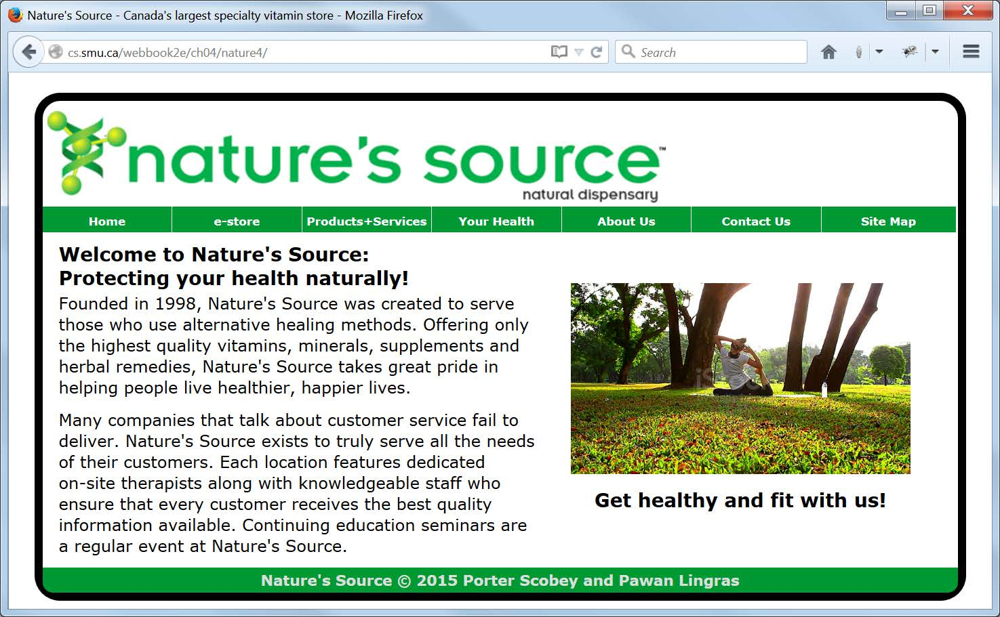 Nature's Source - Canada's largest specialty vitamin store - Mozilla Firefox
cs.smu.ca/webbook2e/ch04/nature4/
Search
nature's source™
natural dispensary
Home e-store Products+Services Your Health About Us Contact Us Site Map
Welcome to Nature's Source:
Protecting your health naturally!
Founded in 1998, Nature's Source was created to serve
those who use alternative healing methods. Offering only
the highest quality vitamins, minerals, supplements and
herbal remedies, Nature's Source takes great pride in
helping people live healthier, happier lives.
Many companies that talk about customer service fail to
deliver. Nature's Source exists to truly serve all the needs
of their customers. Each location features dedicated
on-site therapists along with knowledgeable staff who
ensure that every customer receives the best quality
information available. Continuing education seminars are
a regular event at Nature's Source.
Get healthy and fit with us!
Nature's Source © 2015 Porter Scobey and Pawan Lingras